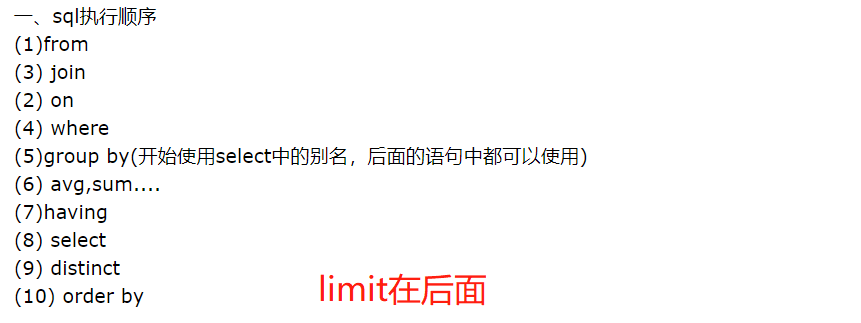 一、sql执行顺序
(1)from
(3) join
(2) on
(4) where
(5)group by(开始使用select中的别名，后面的语句中都可以使用)
(6) avg,sum....
(7)having
(8) select
(9) distinct
(10) order by
limit在后面